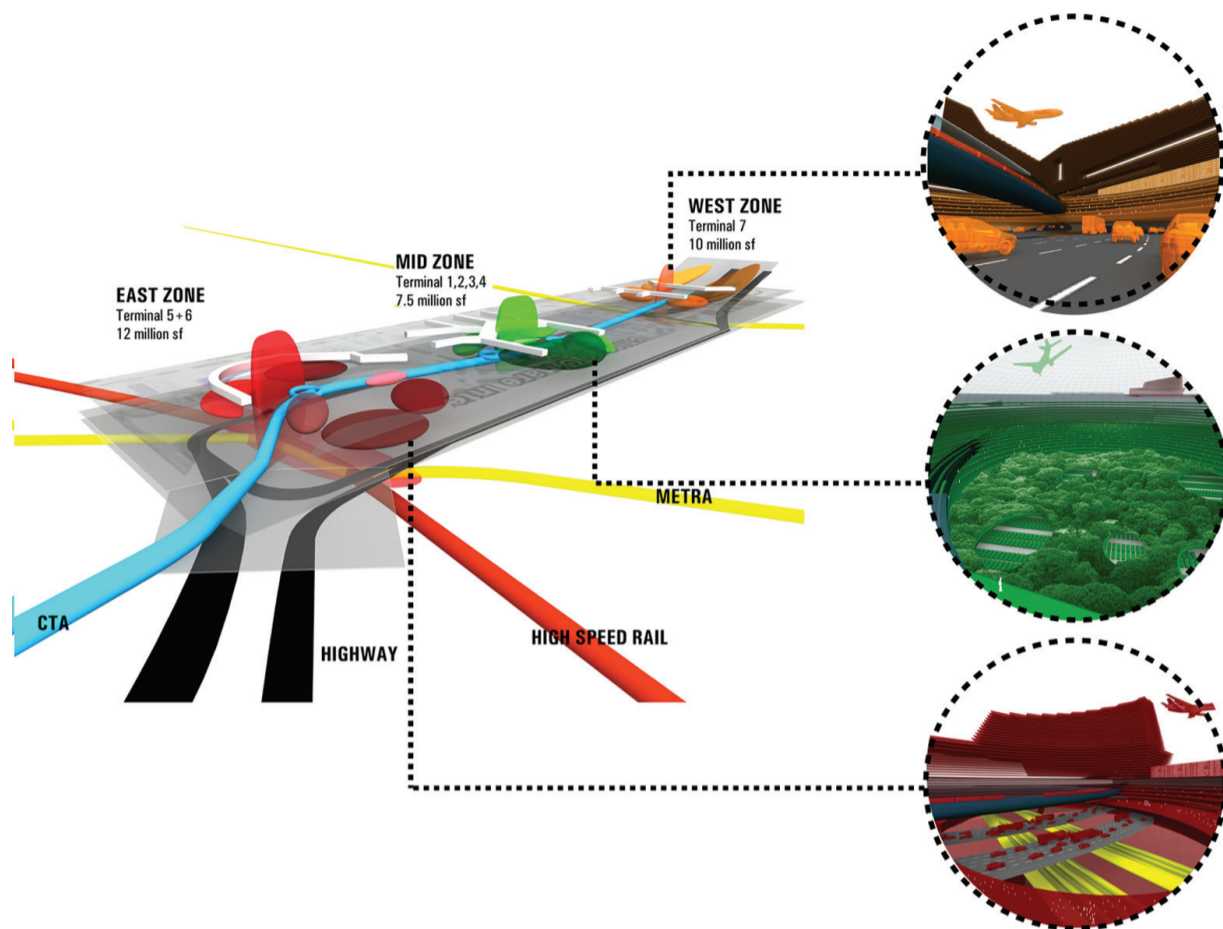 WEST ZONE
Terminal 7
10 million sf
MID ZONE
Terminal 1,2,3,4
7.5 million sf
EAST ZONE
Terminal 5+6
12 million sf
METRA
CTA
HIGH SPEED RAIL
HIGHWAY